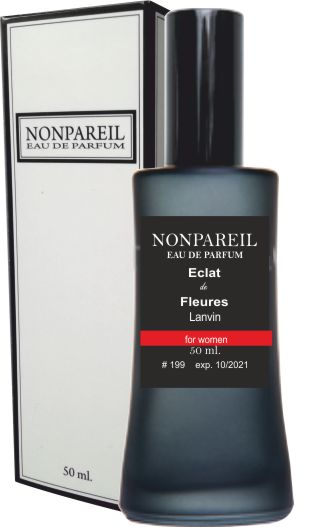 NONPAREIL
EAU DE PARFUM
50 ml.
NONPAREIL
EAU DE PARFUM
Eclat
de
Fleures
Lanvin
for women
50 ml.
# 199 exp. 10/2021